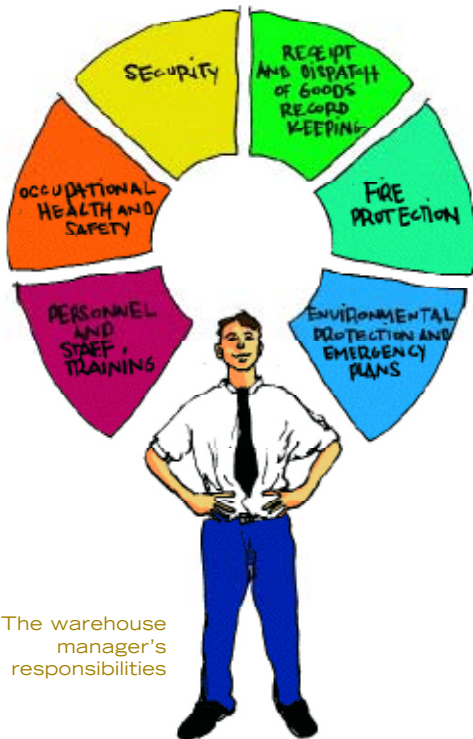 SECURITY
RECEIPT
AND DISPATCH
OF GOODS
RECORD
KEEPING
OCCUPATIONAL
HEALTH AND
SAFETY
FIRE
PROTECTION
PERSONNEL
AND
STAFF.
TRAINING
ENVIRONMENTAL
PROTECTION AND
EMERGENCY
PLANS
The warehouse
manager's
responsibilities